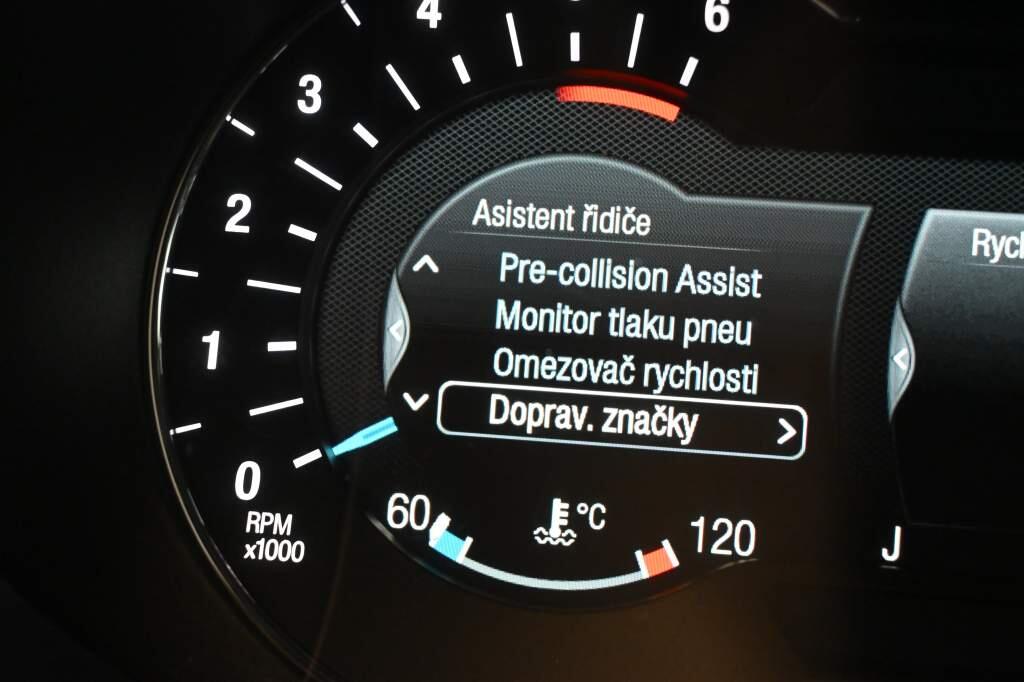 4
6
3
2
1
0
RPM
x1000
Asistent řidiče
Pre-collision Assist
Monitor tlaku pneu
Omezovač rychlosti
Doprav. značky
60
°C
120
J